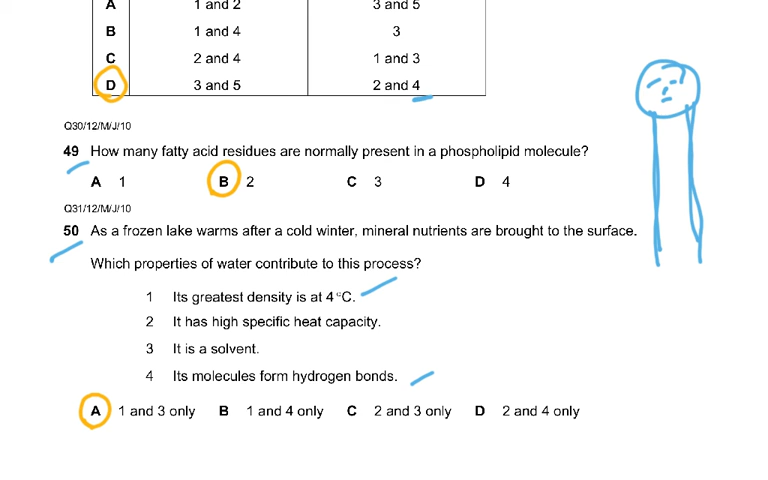 A 1 and 2 3 and 5
B 1 and 4 3
C 2 and 4 1 and 3
D 3 and 5 2 and 4
Q30/12/M/J/10
49 How many fatty acid residues are normally present in a phospholipid molecule?
A 1 B 2 C 3 D 4
Q31/12/M/J/10
50 As a frozen lake warms after a cold winter, mineral nutrients are brought to the surface.
Which properties of water contribute to this process?
1 Its greatest density is at 4 °C.
2 It has high specific heat capacity.
3 It is a solvent.
4 Its molecules form hydrogen bonds.
A 1 and 3 only B 1 and 4 only C 2 and 3 only D 2 and 4 only